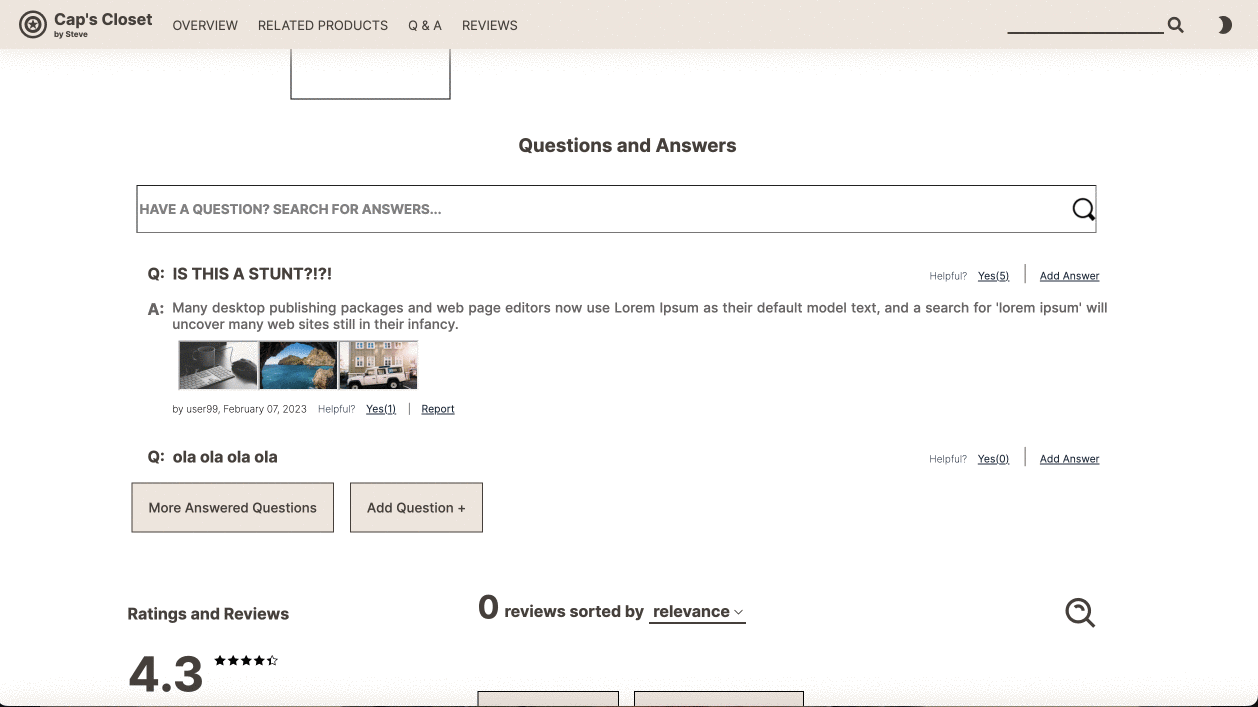 Cap's Closet
by Steve
OVERVIEW RELATED PRODUCTS Q & A REVIEWS
Questions and Answers
HAVE A QUESTION? SEARCH FOR ANSWERS...
Q: IS THIS A STUNT?!?! Helpful? Yes(5) Add Answer
A: Many desktop publishing packages and web page editors now use Lorem Ipsum as their default model text, and a search for 'lorem ipsum' will
uncover many web sites still in their infancy.
by user99, February 07, 2023 Helpful? Yes(1) Report
Q: ola ola ola ola Helpful? Yes(0) Add Answer
More Answered Questions Add Question +
Ratings and Reviews 0 reviews sorted by relevance
4.3